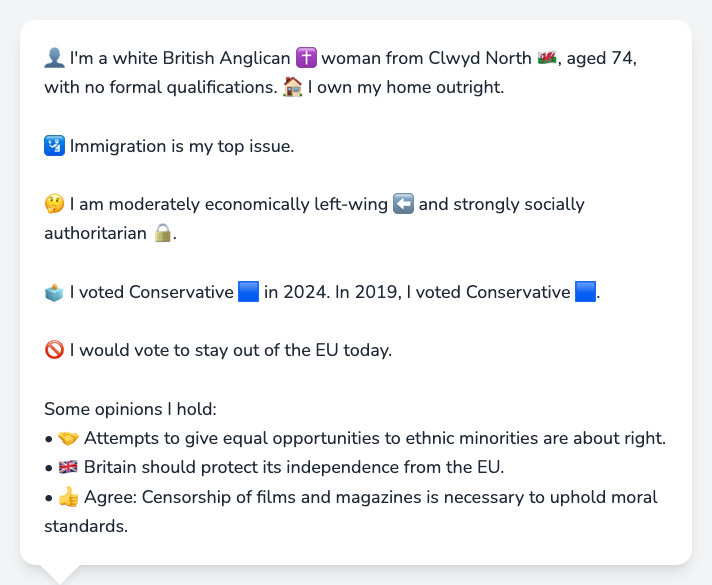 👤 I'm a white British Anglican ✝️ woman from Clwyd North 🏴󠁧󠁢󠁷󠁬󠁳󠁿, aged 74,
with no formal qualifications. 🏠 I own my home outright.
🛂 Immigration is my top issue.
🤔 I am moderately economically left-wing ⬅️ and strongly socially
authoritarian 🔒.
🗳️ I voted Conservative 🟦 in 2024. In 2019, I voted Conservative 🟦.
🚫 I would vote to stay out of the EU today.
Some opinions I hold:
• 🤝 Attempts to give equal opportunities to ethnic minorities are about right.
• 🇬🇧 Britain should protect its independence from the EU.
• 👍 Agree: Censorship of films and magazines is necessary to uphold moral
standards.